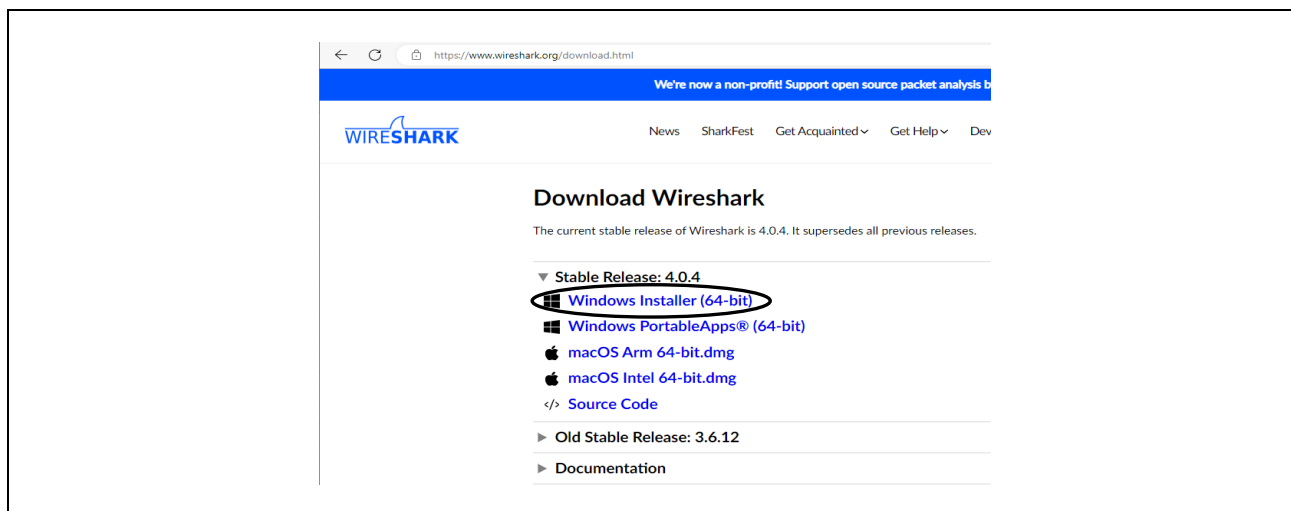 https://www.wireshark.org/download.html
We're now a non-profit! Support open source packet analysis b
WIRESHARK
News SharkFest Get Acquainted Get Help Dev
Download Wireshark
The current stable release of Wireshark is 4.0.4. It supersedes all previous releases.
Stable Release: 4.0.4
Windows Installer (64-bit)
Windows PortableApps® (64-bit)
macOS Arm 64-bit.dmg
macOS Intel 64-bit.dmg
</> Source Code
Old Stable Release: 3.6.12
Documentation